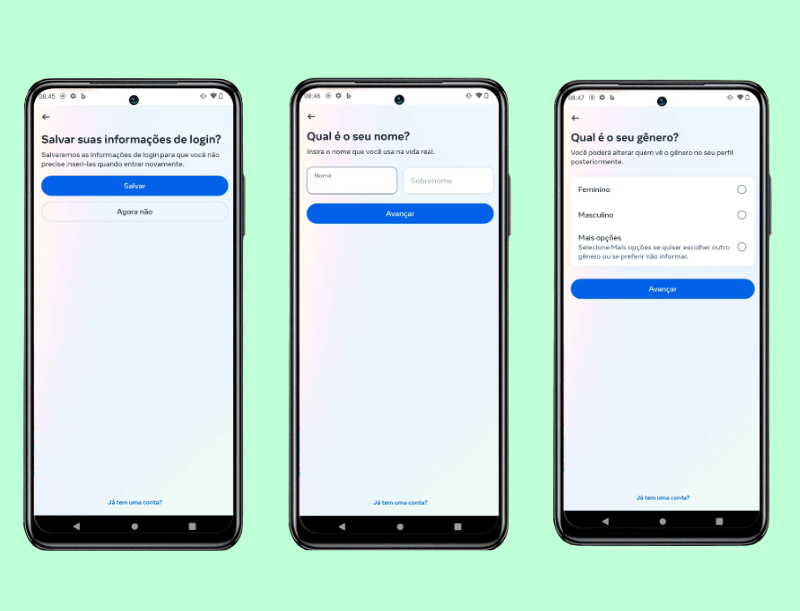 08:45
Salvar suas informações de login?
Salvaremos as informações de login para que você não
precise inseri-las quando entrar novamente.
Salvar
Agora não
Já tem uma conta?
08:46
Qual é o seu nome?
Insira o nome que você usa na vida real.
Nome
Sobrenome
Avançar
Já tem uma conta?
08:47
Qual é o seu gênero?
Você poderá alterar quem vê o gênero no seu perfil
posteriormente.
Feminino
Masculino
Mais opções
Selecione Mais opções se quiser escolher outro
gênero ou se preferir não informar.
Avançar
Já tem uma conta?